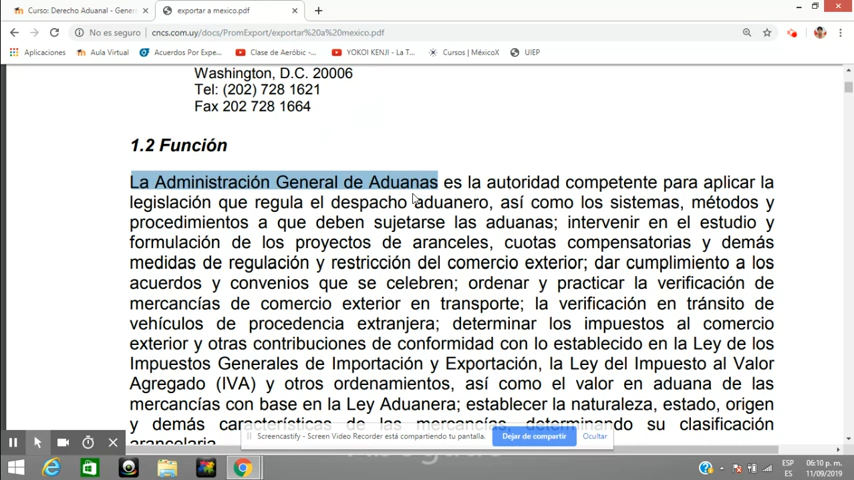 Curso: Derecho Aduanal - Gener
exportar a mexico.pdf
No es seguro | cncs.com.uy/docs/PromExport/exportar%20a%20mexico.pdf
Aplicaciones
Aula Virtual
Acuerdos Por Expe...
Clase de Aeróbic -...
YOKOI KENJI - La T...
Cursos | MéxicoX
UIEP
Washington, D.C. 20006
Tel: (202) 728 1621
Fax 202 728 1664
1.2 Función
La Administración General de Aduanas es la autoridad competente para aplicar la
legislación que regula el despacho aduanero, así como los sistemas, métodos y
procedimientos a que deben sujetarse las aduanas; intervenir en el estudio y
formulación de los proyectos de aranceles, cuotas compensatorias y demás
medidas de regulación y restricción del comercio exterior; dar cumplimiento a los
acuerdos y convenios que se celebren; ordenar y practicar la verificación de
mercancías de comercio exterior en transporte; la verificación en tránsito de
vehículos de procedencia extranjera; determinar los impuestos al comercio
exterior y otras contribuciones de conformidad con lo establecido en la Ley de los
Impuestos Generales de Importación y Exportación, la Ley del Impuesto al Valor
Agregado (IVA) y otros ordenamientos, así como el valor en aduana de las
mercancías con base en la Ley Aduanera; establecer la naturaleza, estado, origen
y demás características de las mercancías, determinando su clasificación
arancelaria
Screencastify - Screen Video Recorder está compartiendo tu pantalla.
Dejar de compartir
Ocultar
ESP
ES
06:10 p. m.
11/09/2019